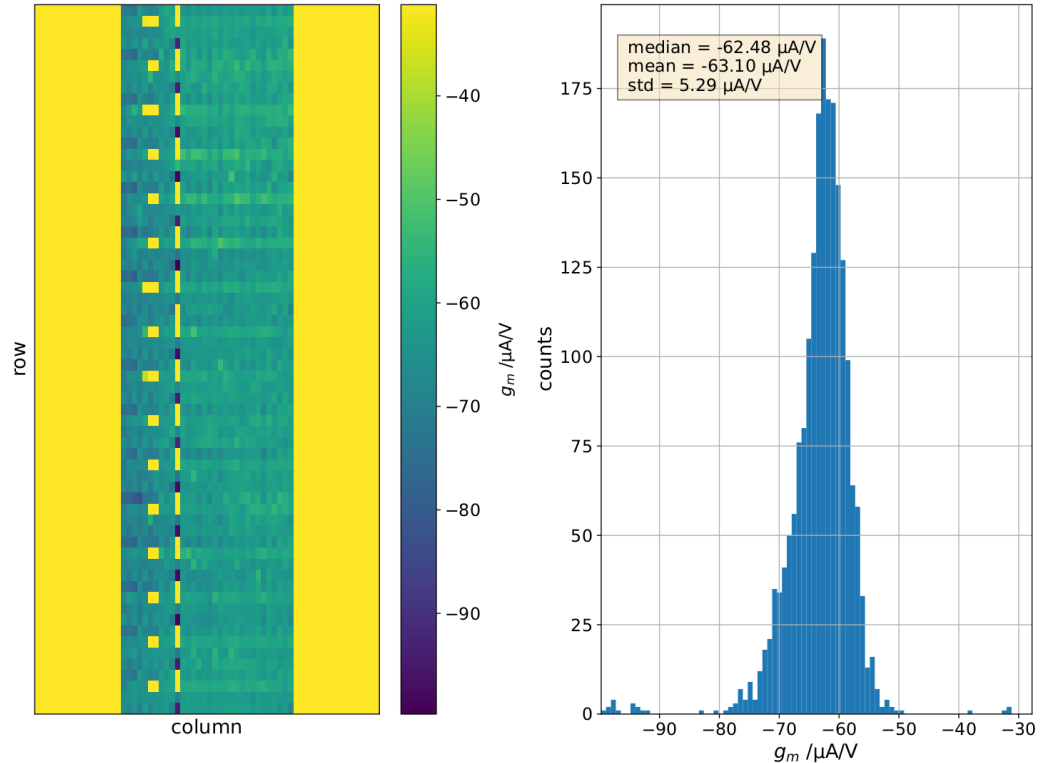 row
column
−40
−50
−60
−70
−80
−90
g_m /μA/V
median = -62.48 μA/V
mean = -63.10 μA/V
std = 5.29 μA/V
counts
175
150
125
100
75
50
25
0
−90 −80 −70 −60 −50 −40 −30
g_m /μA/V